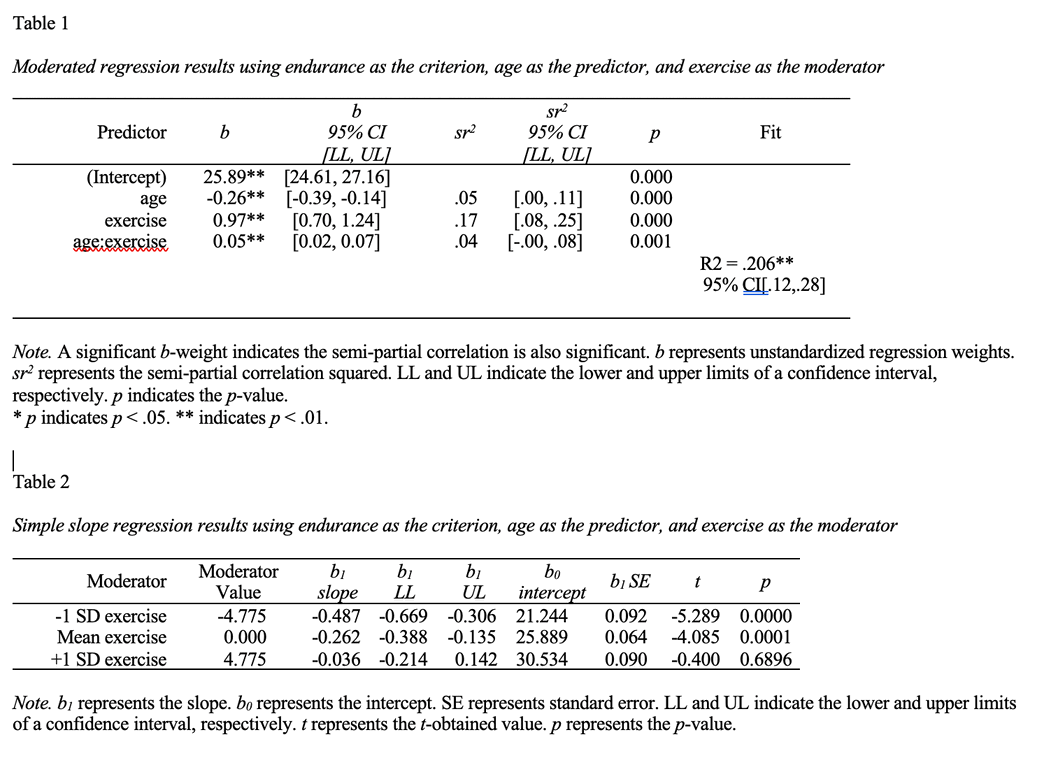 Table 1
Moderated regression results using endurance as the criterion, age as the predictor, and exercise as the moderator
b sr²
Predictor b 95% CI sr² 95% CI p Fit
[LL, UL] [LL, UL]
(Intercept) 25.89** [24.61, 27.16] 0.000
age -0.26** [-0.39, -0.14] .05 [.00, .11] 0.000
exercise 0.97** [0.70, 1.24] .17 [.08, .25] 0.000
age:exercise 0.05** [0.02, 0.07] .04 [-.00, .08] 0.001
R2 = .206**
95% CI[.12,.28]
Note. A significant b-weight indicates the semi-partial correlation is also significant. b represents unstandardized regression weights.
sr² represents the semi-partial correlation squared. LL and UL indicate the lower and upper limits of a confidence interval,
respectively. p indicates the p-value.
* p indicates p < .05. ** indicates p < .01.
Table 2
Simple slope regression results using endurance as the criterion, age as the predictor, and exercise as the moderator
Moderator b₁ b₁ b₁ b₀
Moderator Value slope LL UL intercept b₁ SE t p
-1 SD exercise -4.775 -0.487 -0.669 -0.306 21.244 0.092 -5.289 0.0000
Mean exercise 0.000 -0.262 -0.388 -0.135 25.889 0.064 -4.085 0.0001
+1 SD exercise 4.775 -0.036 -0.214 0.142 30.534 0.090 -0.400 0.6896
Note. b₁ represents the slope. b₀ represents the intercept. SE represents standard error. LL and UL indicate the lower and upper limits
of a confidence interval, respectively. t represents the t-obtained value. p represents the p-value.